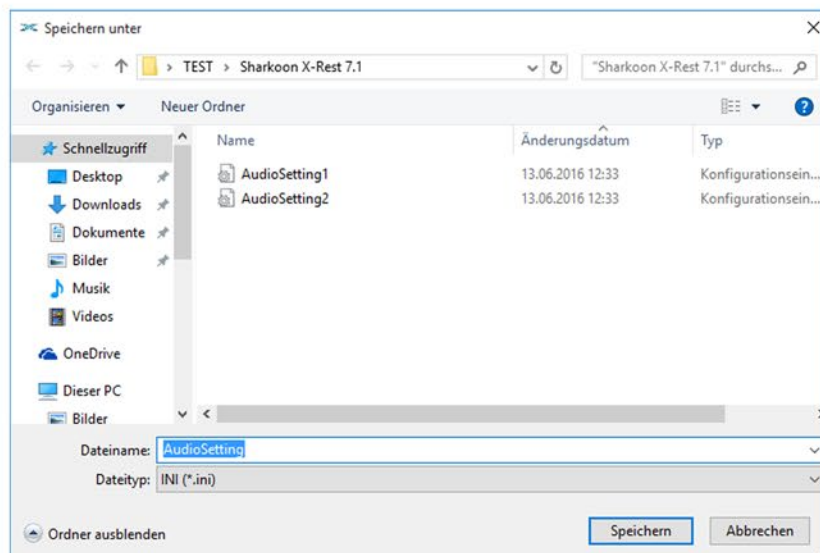 Speichern unter
TEST > Sharkoon X-Rest 7.1
"Sharkoon X-Rest 7.1" durchs...
Organisieren
Neuer Ordner
?
Schnellzugriff
Desktop
Downloads
Dokumente
Bilder
Musik
Videos
OneDrive
Dieser PC
Bilder
Name Änderungsdatum Typ
AudioSetting1 13.06.2016 12:33 Konfigurationsein...
AudioSetting2 13.06.2016 12:33 Konfigurationsein...
Dateiname: AudioSetting
Dateityp: INI (*.ini)
Ordner ausblenden
Speichern
Abbrechen